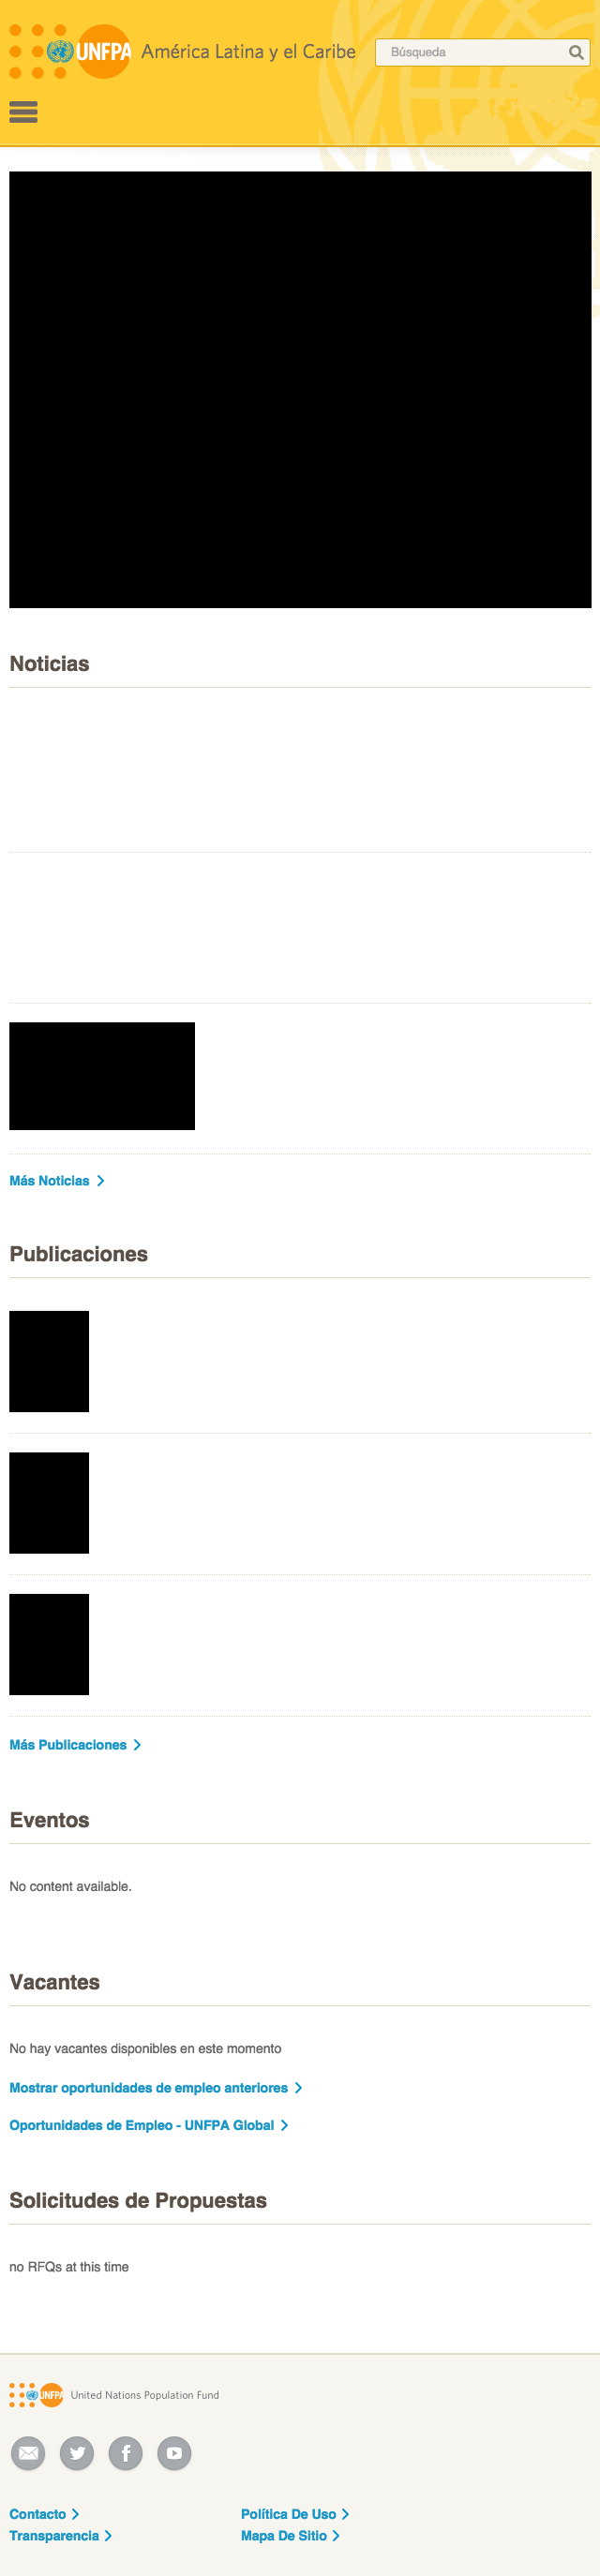 UNFPA América Latina y el Caribe
Búsqueda
Noticias
Más Noticias
Publicaciones
Más Publicaciones
Eventos
No content available.
Vacantes
No hay vacantes disponibles en este momento
Mostrar oportunidades de empleo anteriores
Oportunidades de Empleo - UNFPA Global
Solicitudes de Propuestas
no RFQs at this time
UNFPA United Nations Population Fund
Contacto
Política De Uso
Transparencia
Mapa De Sitio